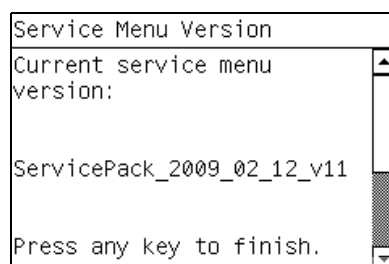 Service Menu Version
Current service menu
version:
ServicePack_2009_02_12_v11
Press any key to finish.